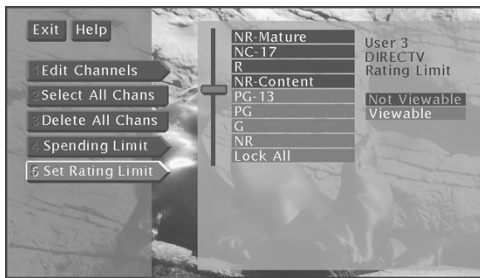 Exit Help
1 Edit Channels
2 Select All Chans
3 Delete All Chans
4 Spending Limit
5 Set Rating Limit
NR-Mature
NC-17
R
NR-Content
PG-13
PG
G
NR
Lock All
User 3
DIRECTV
Rating Limit
Not Viewable
Viewable